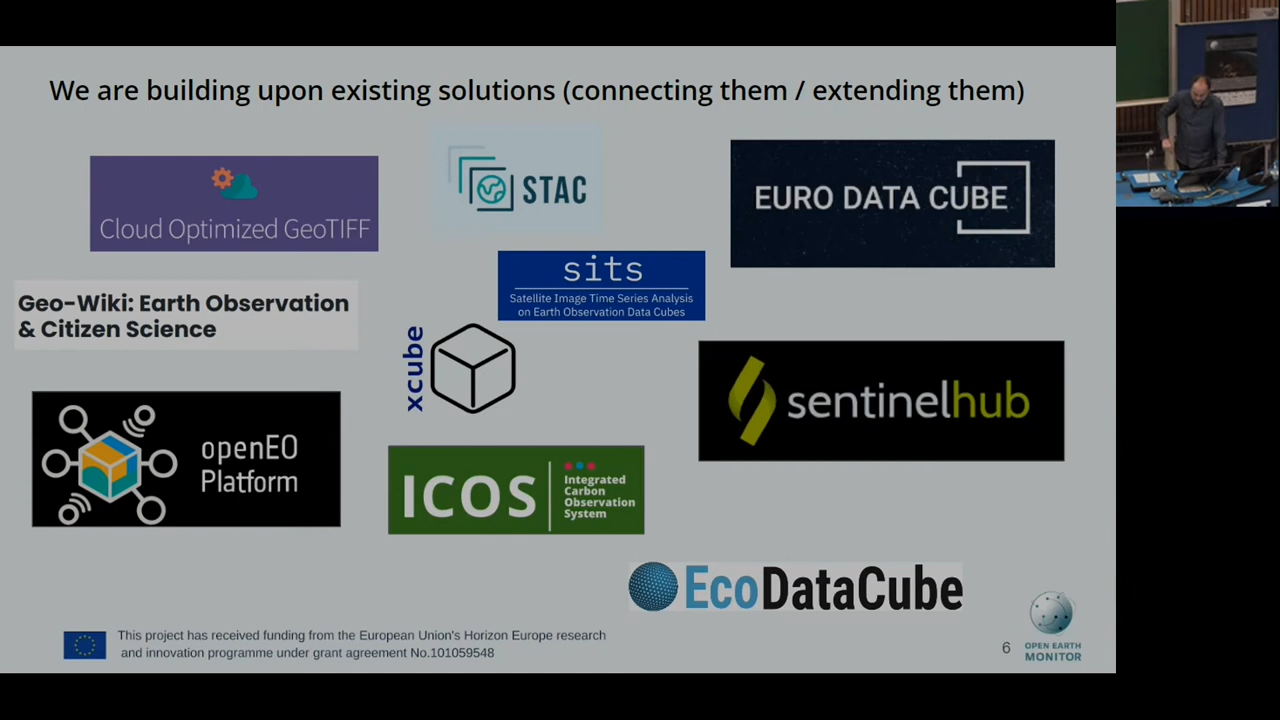 We are building upon existing solutions (connecting them / extending them)
Cloud Optimized GeoTIFF
STAC
EURO DATA CUBE
sits
Satellite Image Time Series Analysis
on Earth Observation Data Cubes
Geo-Wiki: Earth Observation
& Citizen Science
xcube
sentinelhub
openEO
Platform
ICOS
Integrated
Carbon
Observation
System
EcoDataCube
This project has received funding from the European Union's Horizon Europe research
and innovation programme under grant agreement No.101059548
6
OPEN EARTH
MONITOR